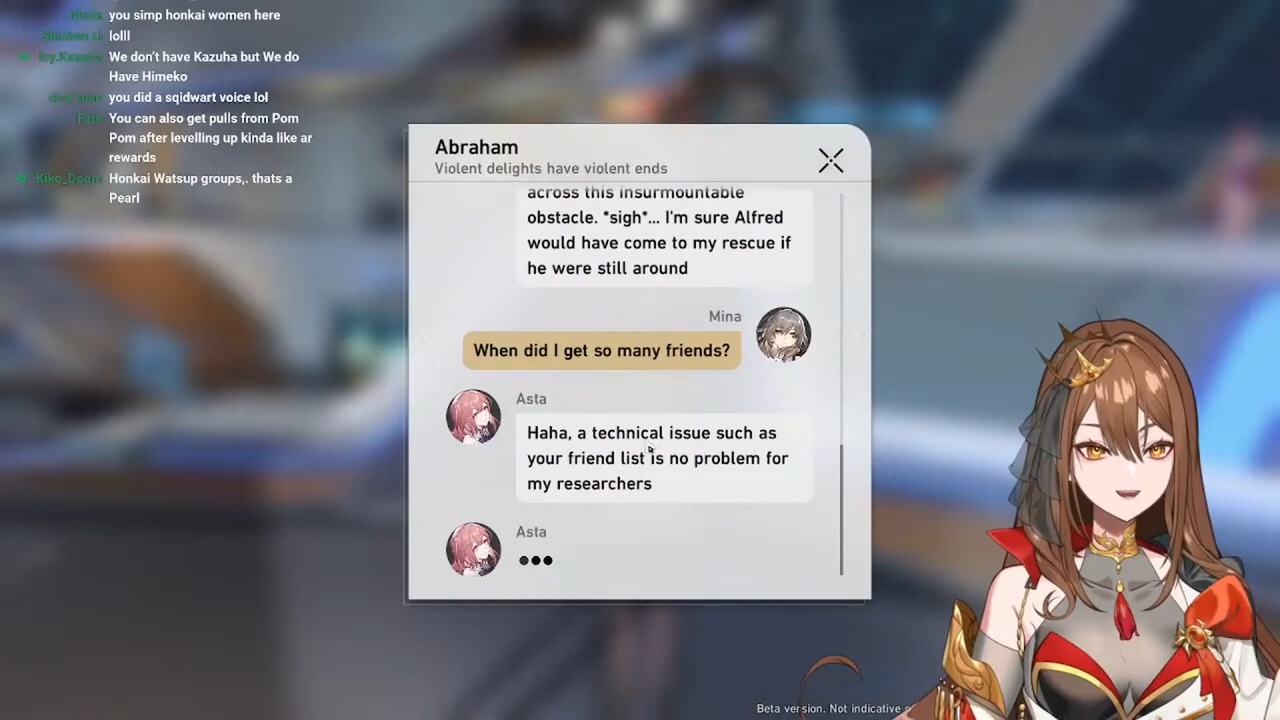 you simp honkai women here
lolll
Icy.Kazuha
We don't have Kazuha but We do
Have Himeko
you did a sqidwart voice lol
Fate
You can also get pulls from Pom
Pom after levelling up kinda like ar
rewards
Kiko_Doon
Honkai Watsup groups,. thats a
Pearl
Abraham
Violent delights have violent ends
across this insurmountable
obstacle. *sigh*... I'm sure Alfred
would have come to my rescue if
he were still around
Mina
When did I get so many friends?
Asta
Haha, a technical issue such as
your friend list is no problem for
my researchers
Asta
Beta version. Not indicative